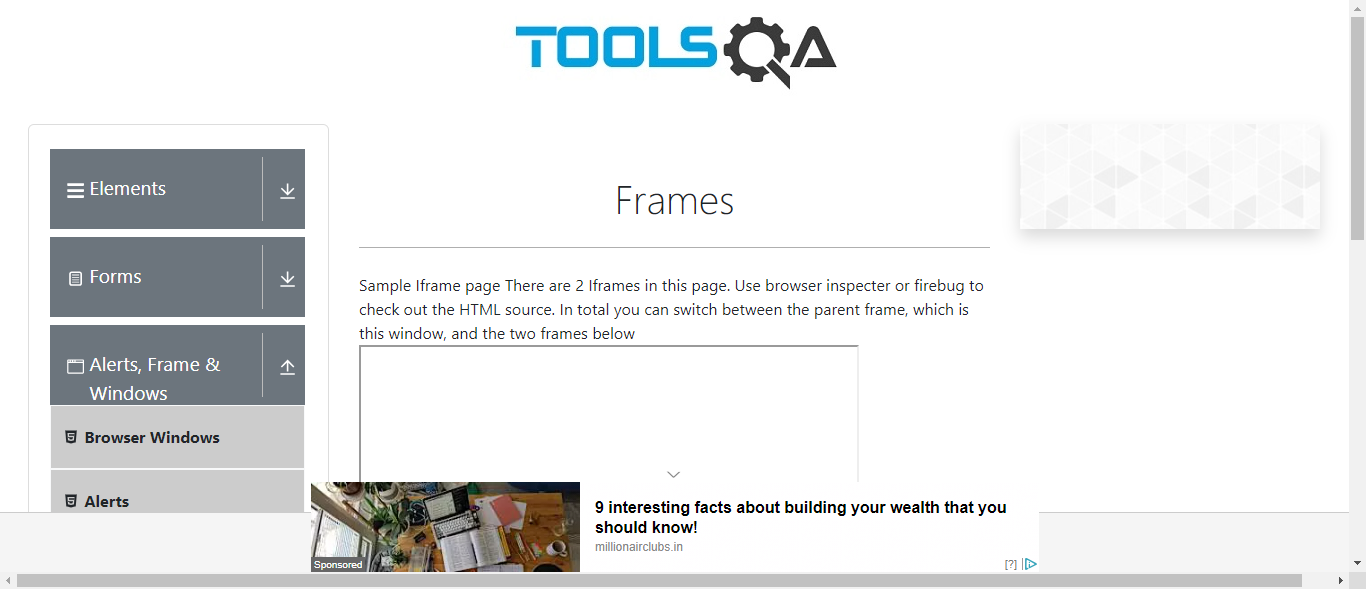 TOOLSQA
Elements
Forms
Alerts, Frame &
Windows
Browser Windows
Alerts
Frames
Sample Iframe page There are 2 Iframes in this page. Use browser inspecter or firebug to
check out the HTML source. In total you can switch between the parent frame, which is
this window, and the two frames below
Sponsored
9 interesting facts about building your wealth that you
should know!
millionairclubs.in
[?]